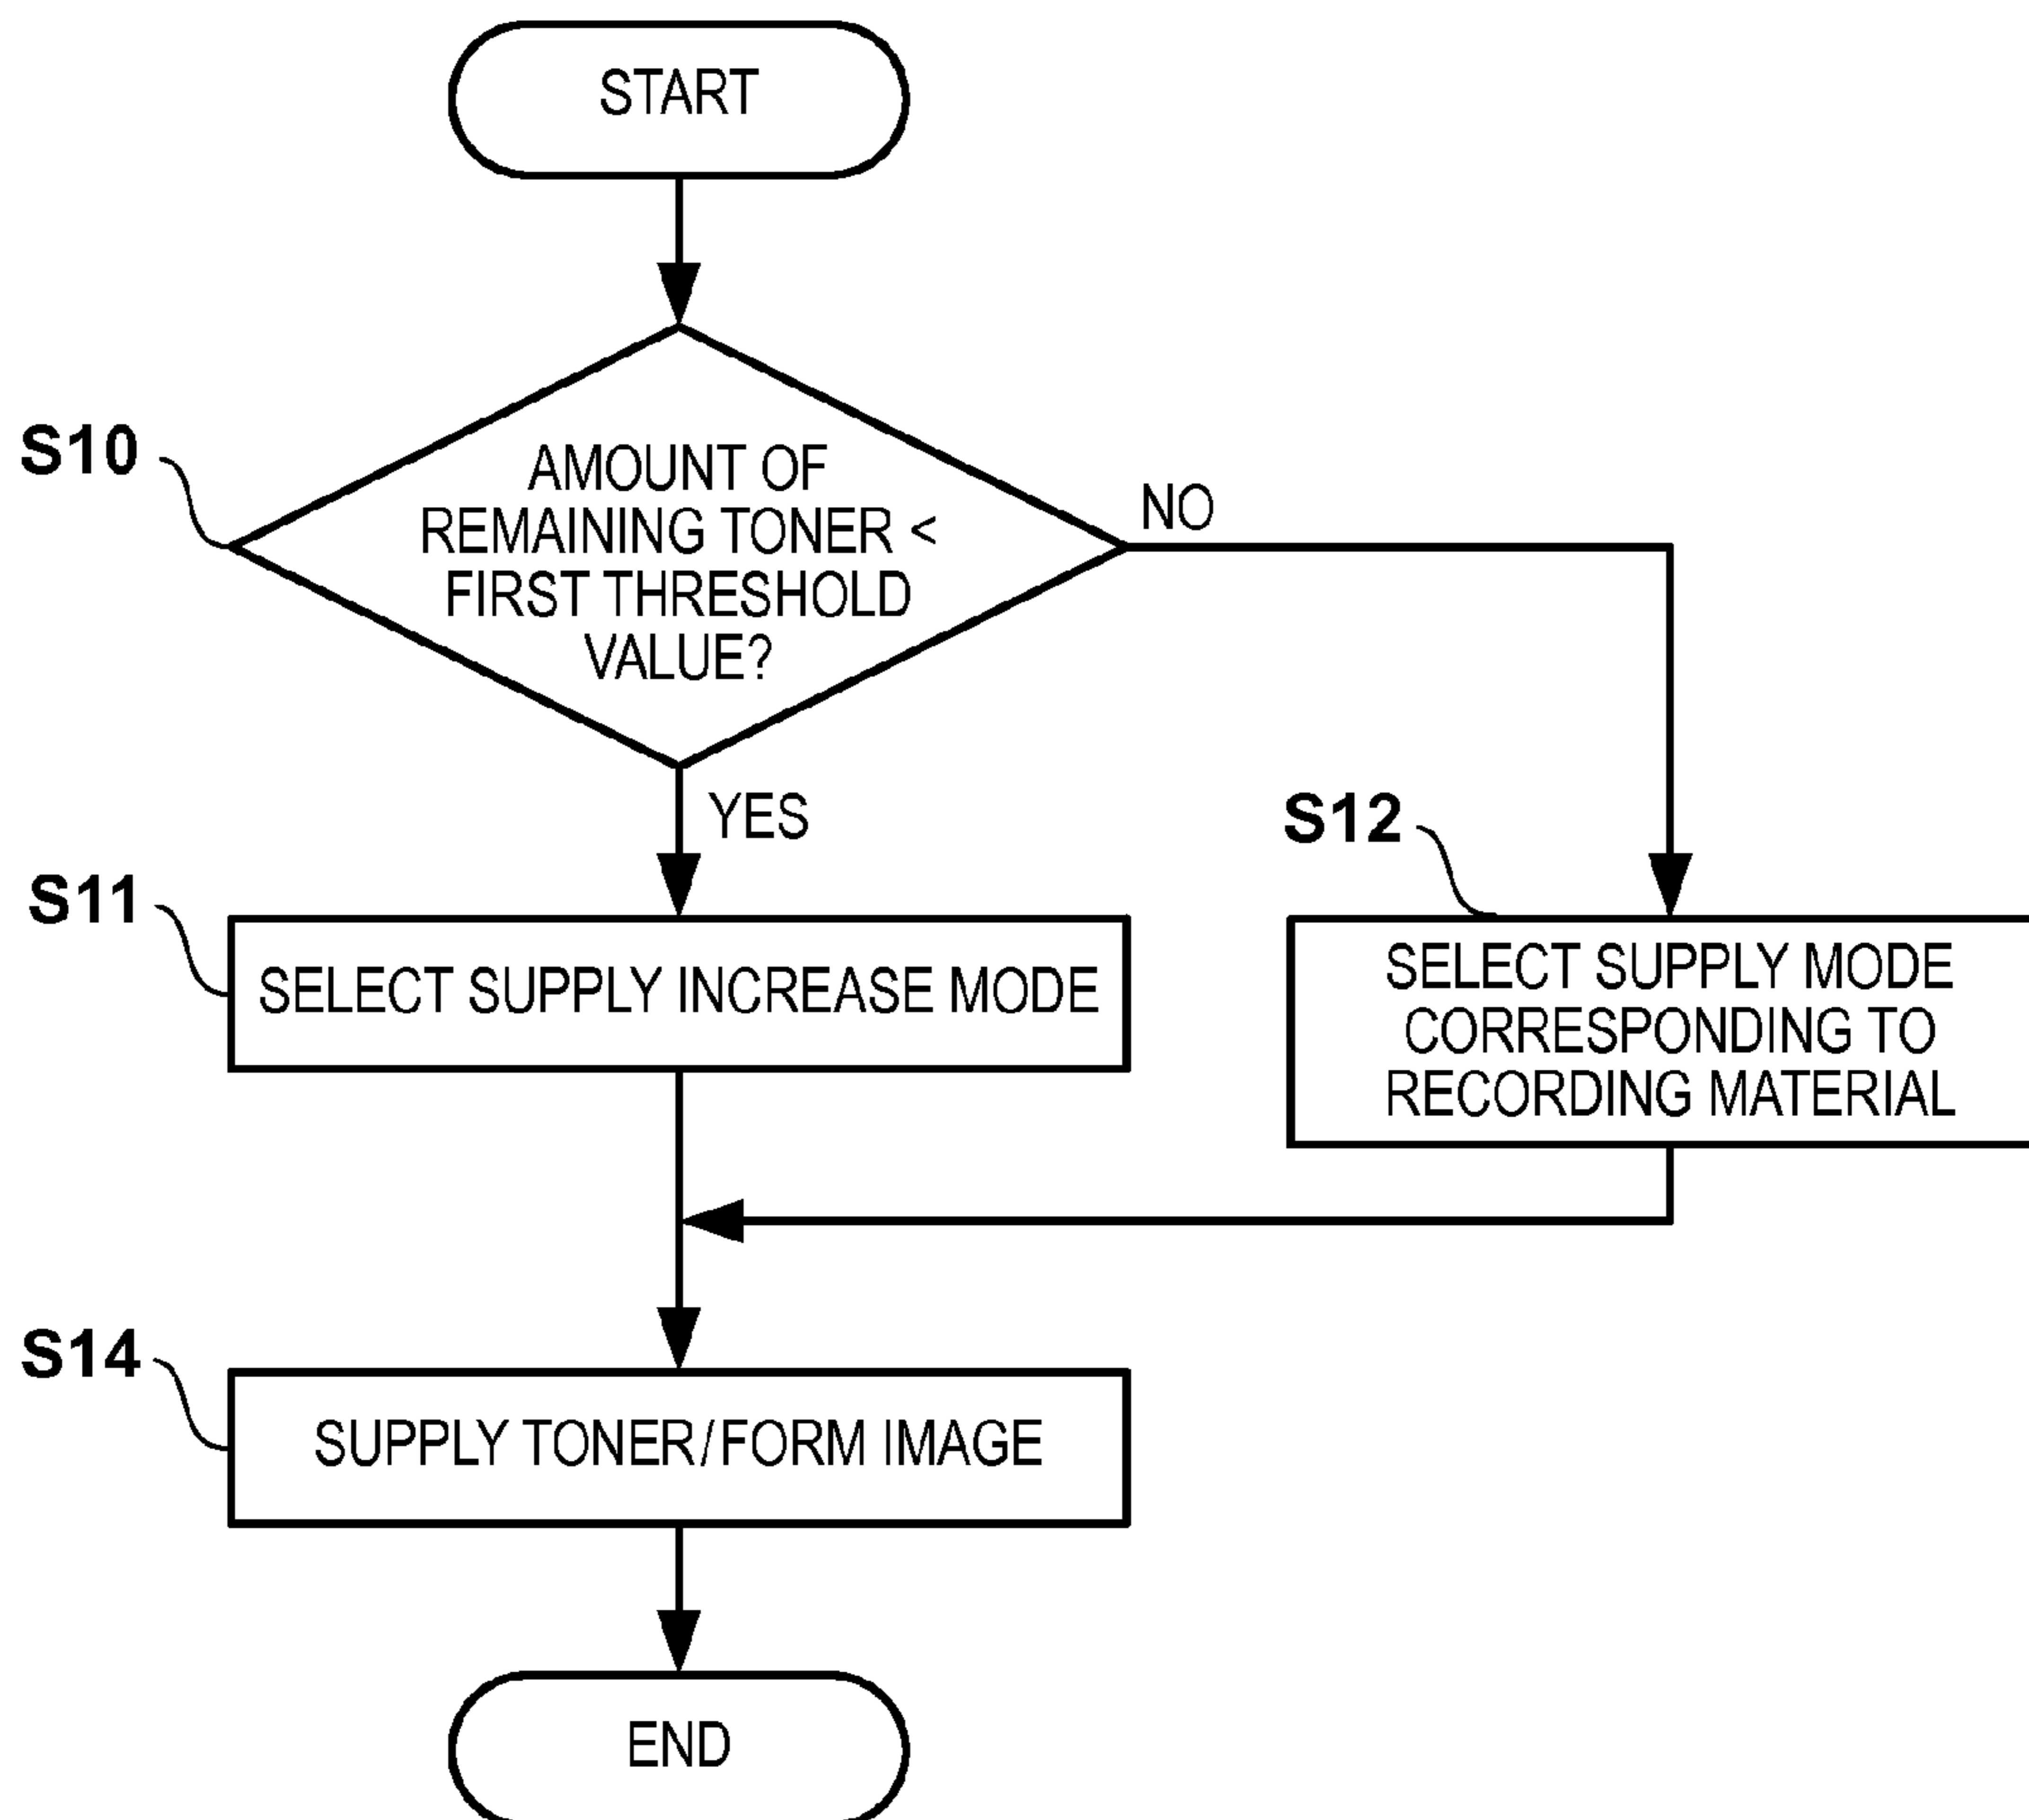 START
S10
AMOUNT OF
REMAINING TONER <
FIRST THRESHOLD
VALUE?
NO
YES
S11
SELECT SUPPLY INCREASE MODE
S12
SELECT SUPPLY MODE
CORRESPONDING TO
RECORDING MATERIAL
S14
SUPPLY TONER/FORM IMAGE
END